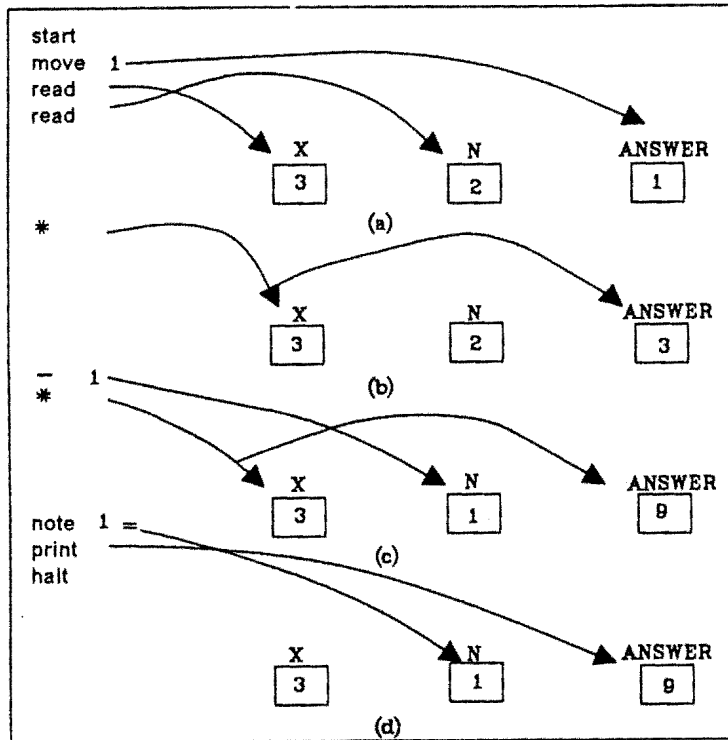 start
move 1
read
read
X N ANSWER
3 2 1
(a)
*
X N ANSWER
3 2 3
(b)
− 1
*
X N ANSWER
3 1 9
(c)
note 1 =
print
halt
X N ANSWER
3 1 9
(d)